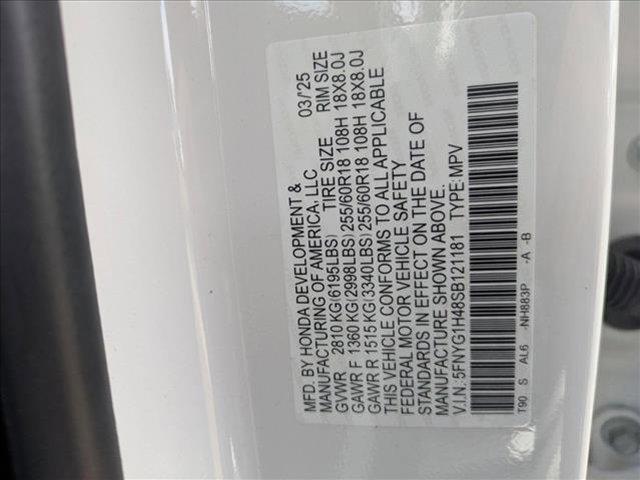 MFD. BY HONDA DEVELOPMENT & 03/'25
MANUFACTURING OF AMERICA, LLC
GVWR 2810 KG(6195LBS) TIRE SIZE RIM SIZE
GAWR F 1360 KG(2998LBS) 255/60R18 108H 18X8.0J
GAWR R 1515 KG(3340LBS) 255/60R18 108H 18X8.0J
THIS VEHICLE CONFORMS TO ALL APPLICABLE
FEDERAL MOTOR VEHICLE SAFETY
STANDARDS IN EFFECT ON THE DATE OF
MANUFACTURE SHOWN ABOVE.
V.I.N: 5FNYG1H48SB121181 TYPE:MPV
T90 S AL6 -NH883P -A -B